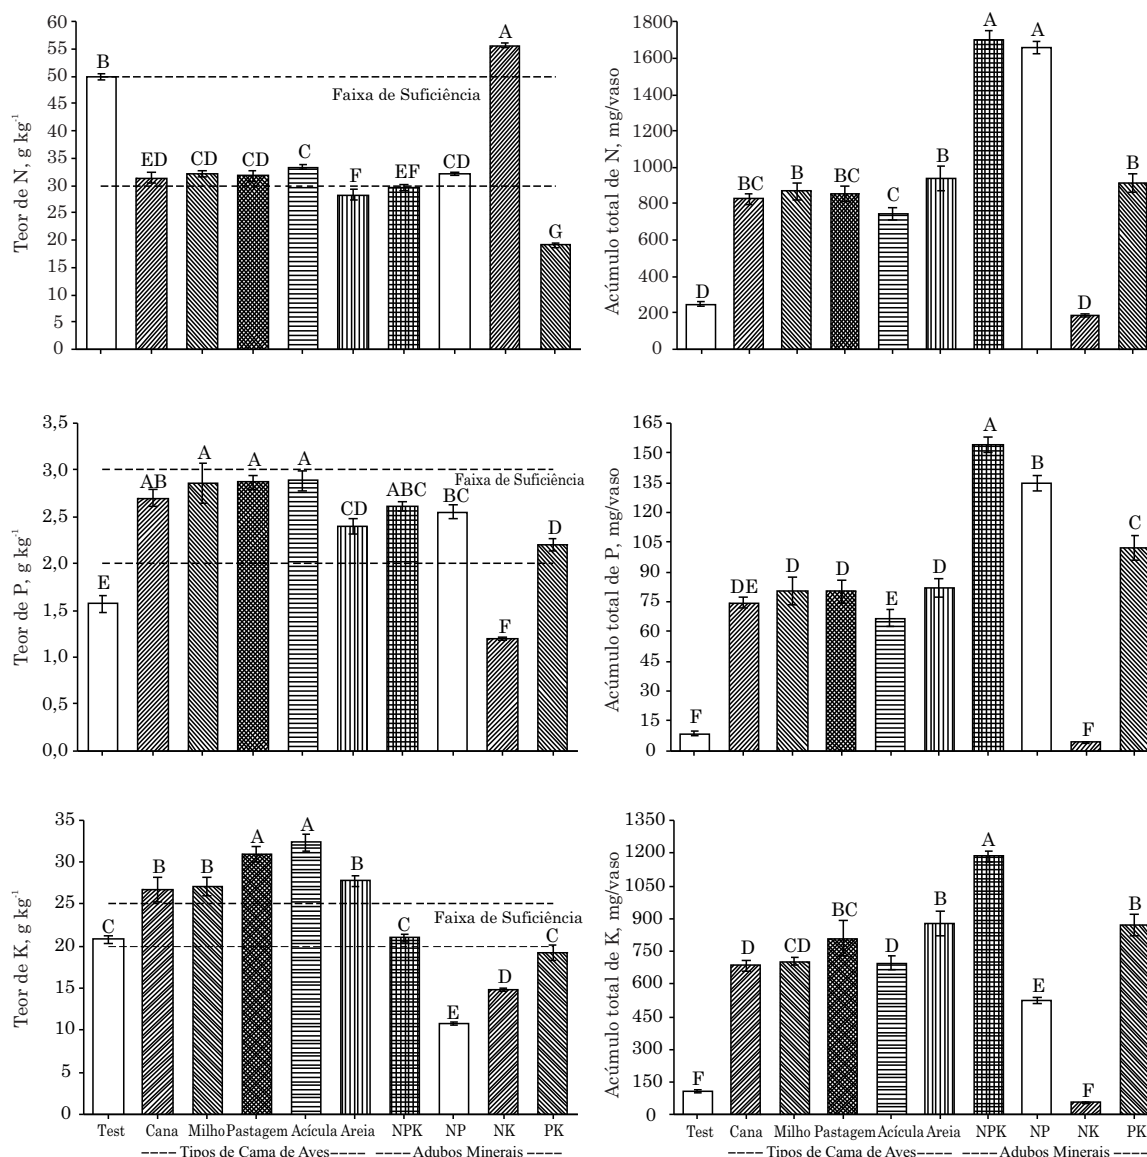 Teor de N, g kg⁻¹
60
55
50
45
40
35
30
25
20
15
10
5
0
B
ED
CD
CD
C
F
EF
CD
A
G
Faixa de Suficiência
Acúmulo total de N, mg/vaso
1800
1600
1400
1200
1000
800
600
400
200
0
D
BC
B
BC
C
B
A
A
D
B
Teor de P, g kg⁻¹
3,5
3,0
2,5
2,0
1,5
1,0
0,5
0,0
E
AB
A
A
A
CD
ABC
BC
F
D
Faixa de Suficiência
Acúmulo total de P, mg/vaso
165
150
135
120
105
90
75
60
45
30
15
0
F
DE
D
D
E
D
A
B
F
C
Teor de K, g kg⁻¹
35
30
25
20
15
10
5
0
C
B
B
A
A
B
C
E
D
C
Faixa de Suficiência
Test Cana Milho Pastagem Acícula Areia NPK NP NK PK
----Tipos de Cama de Aves---- ---Adubos Minerais---
Acúmulo total de K, mg/vaso
1350
1200
1050
900
750
600
450
300
150
0
F
D
CD
BC
D
B
A
E
F
B
Test Cana Milho Pastagem Acícula Areia NPK NP NK PK
----Tipos de Cama de Aves---- ---Adubos Minerais---